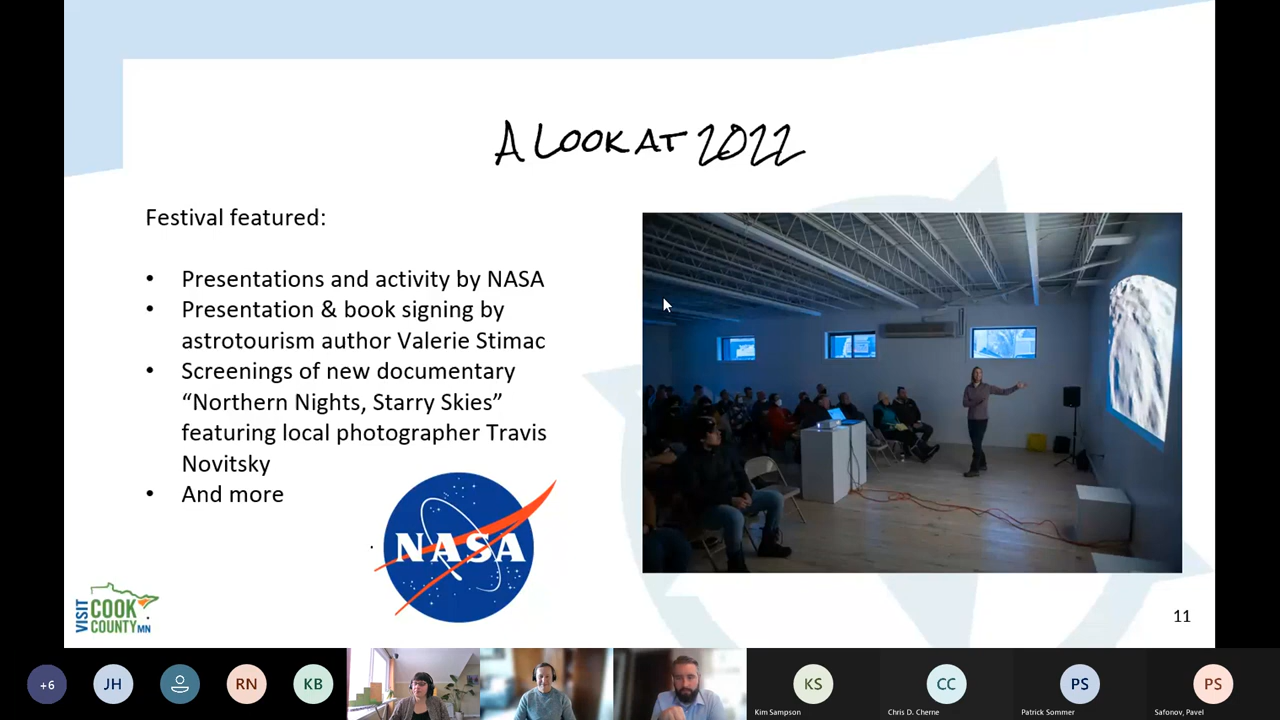 A LOOK AT 2022
Festival featured:
• Presentations and activity by NASA
• Presentation & book signing by
astrotourism author Valerie Stimac
• Screenings of new documentary
“Northern Nights, Starry Skies”
featuring local photographer Travis
Novitsky
• And more
NASA
VISIT
COOK
COUNTY MN
11
+6
JH
RN
KB
KS
CC
PS
PS
Kim Sampson
Chris D. Cherne
Patrick Sommer
Safonov, Pavel